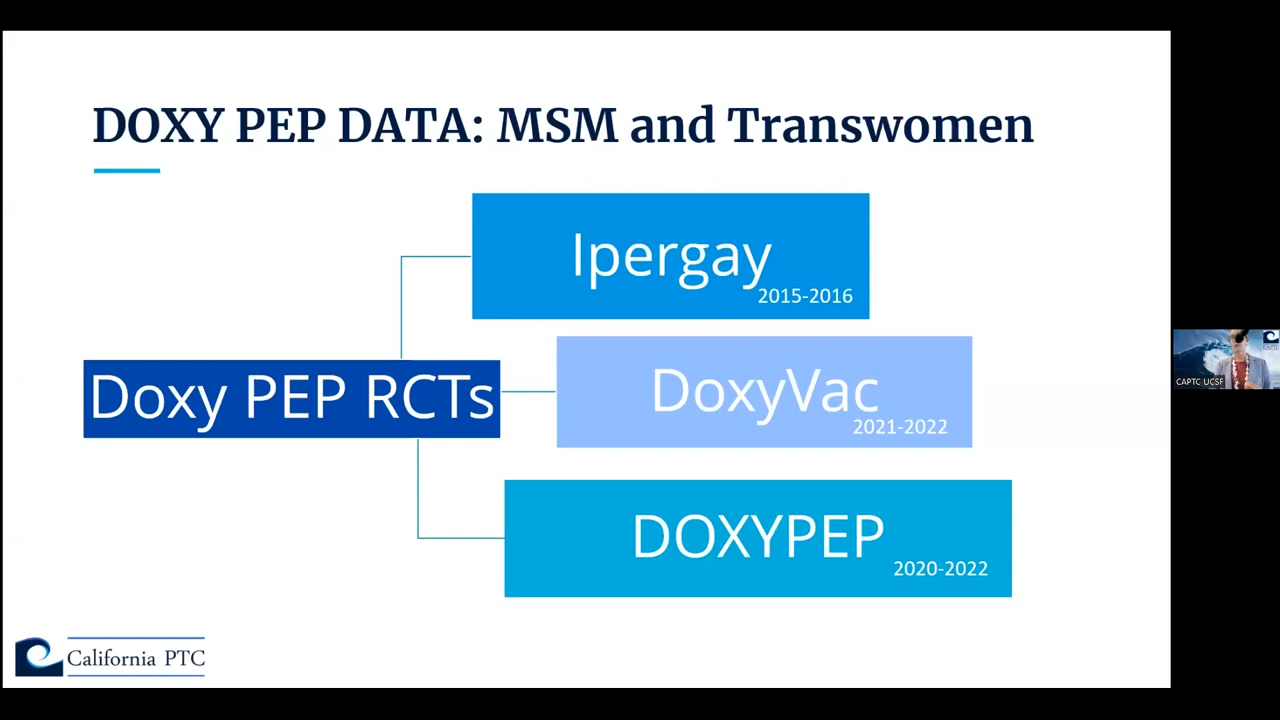 DOXY PEP DATA: MSM and Transwomen
Ipergay
2015-2016
Doxy PEP RCTs
DoxyVac
2021-2022
DOXYPEP
2020-2022
California PTC
CAPTC UCSF